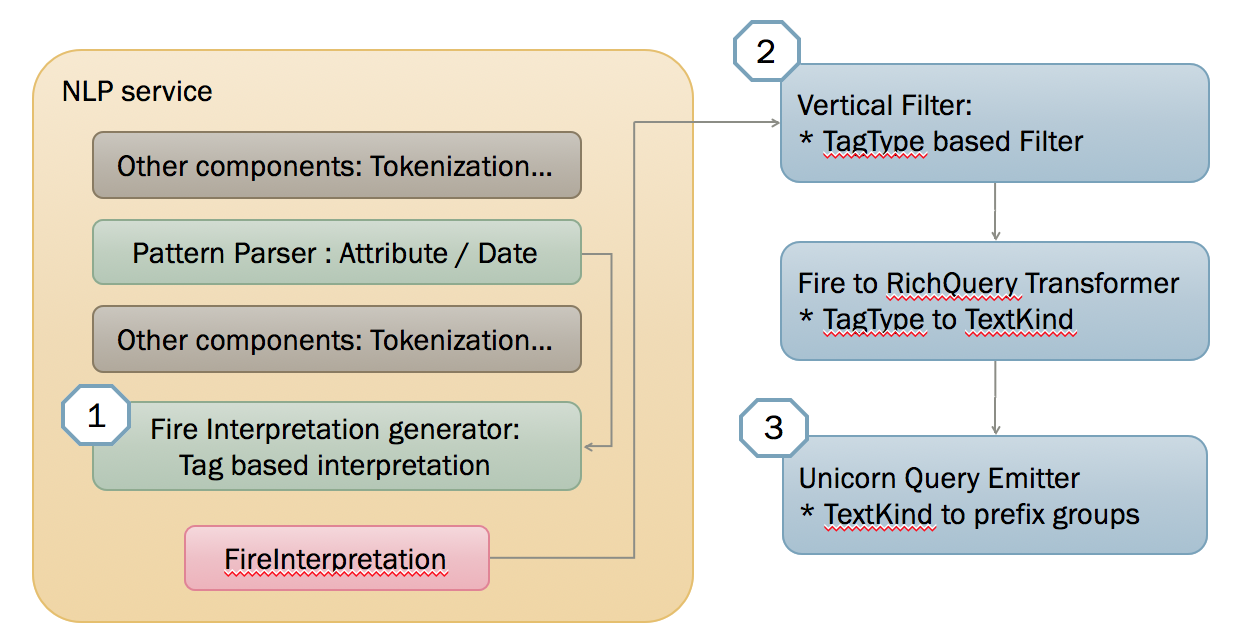 NLP service
Other components: Tokenization...
Pattern Parser : Attribute / Date
Other components: Tokenization...
1
Fire Interpretation generator:
Tag based interpretation
FireInterpretation
2
Vertical Filter:
* TagType based Filter
Fire to RichQuery Transformer
* TagType to TextKind
3
Unicorn Query Emitter
* TextKind to prefix groups